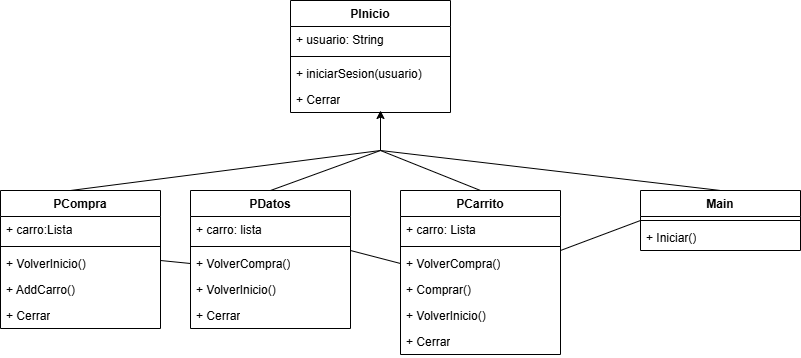 PInicio
+ usuario: String
+ iniciarSesion(usuario)
+ Cerrar
PCompra
+ carro:Lista
+ VolverInicio()
+ AddCarro()
+ Cerrar
PDatos
+ carro: lista
+ VolverCompra()
+ VolverInicio()
+ Cerrar
PCarrito
+ carro: Lista
+ VolverCompra()
+ Comprar()
+ VolverInicio()
+ Cerrar
Main
+ Iniciar()